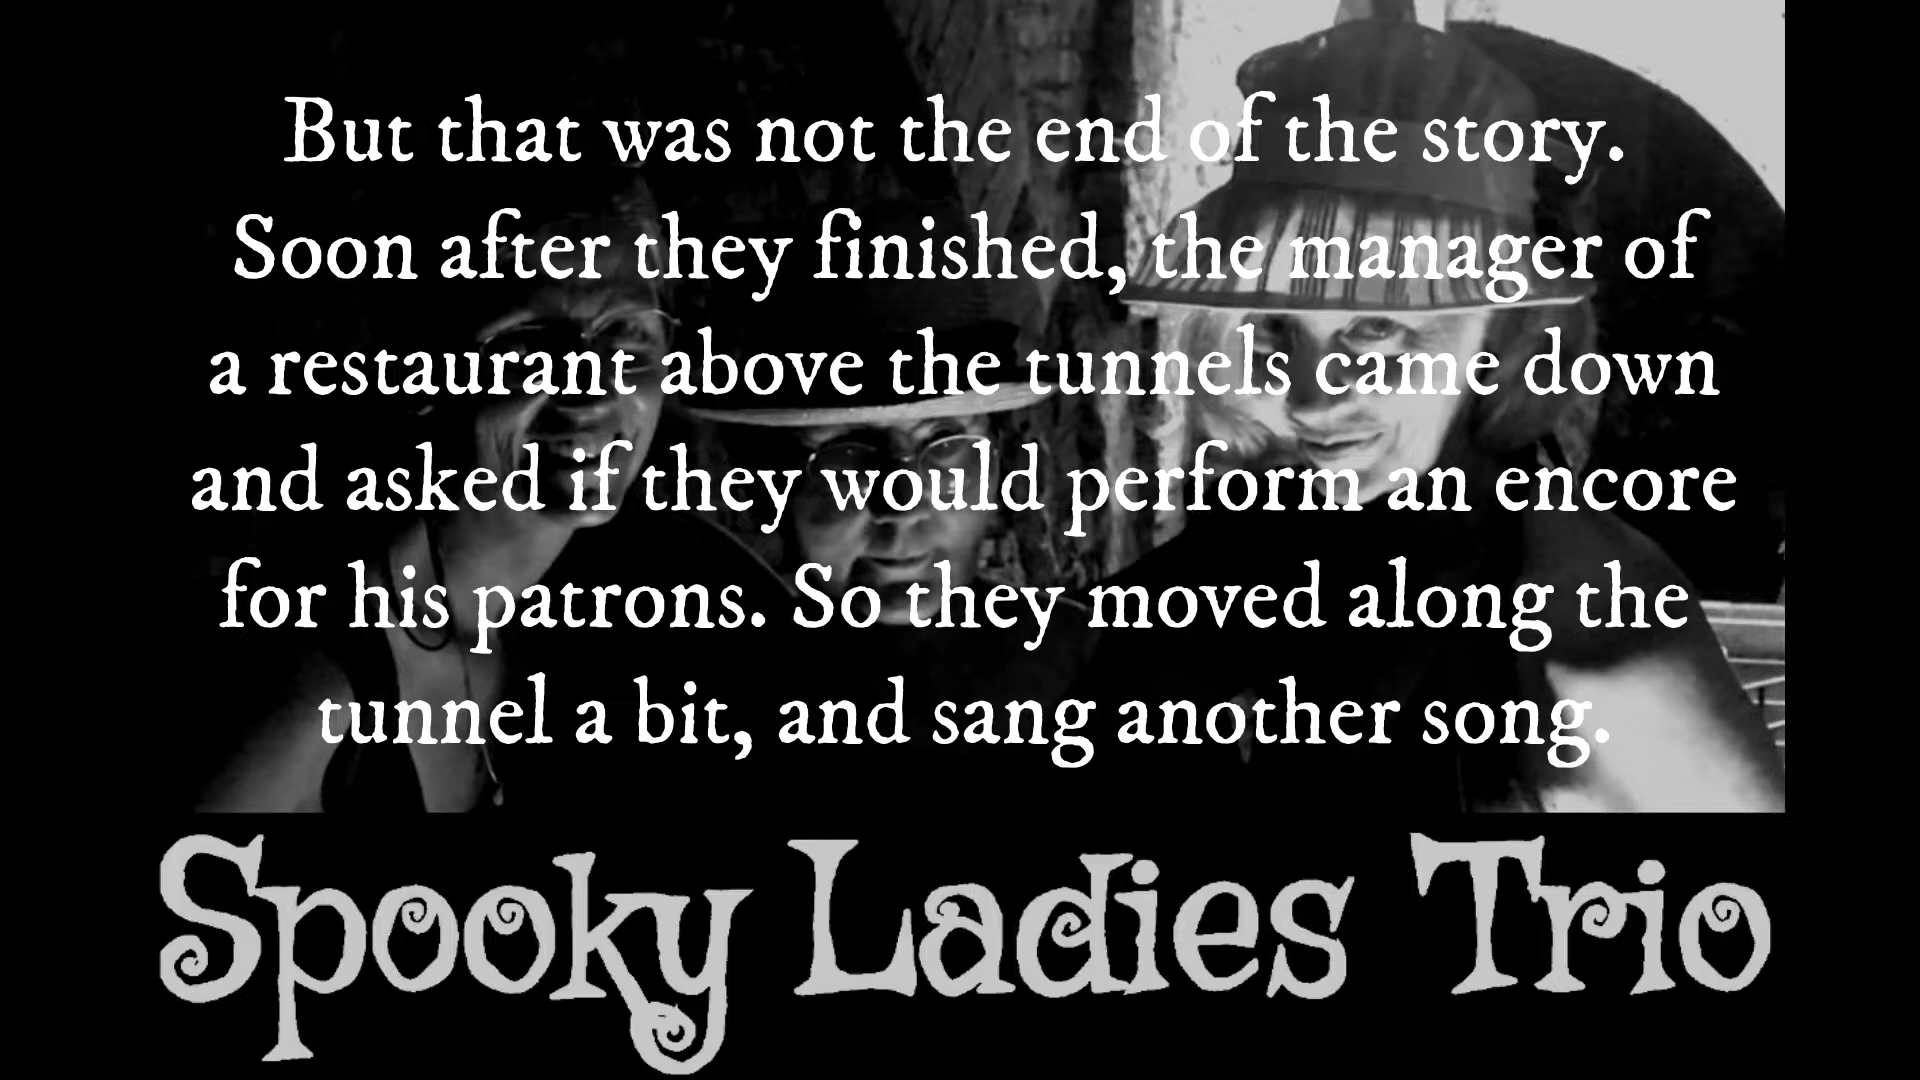 But that was not the end of the story.
Soon after they finished, the manager of
a restaurant above the tunnels came down
and asked if they would perform an encore
for his patrons. So they moved along the
tunnel a bit, and sang another song.
Spooky Ladies Trio